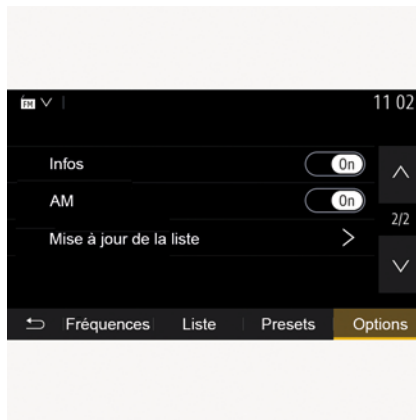 FM 11 02
Infos On
AM On
2/2
Mise à jour de la liste
Fréquences Liste Presets Options